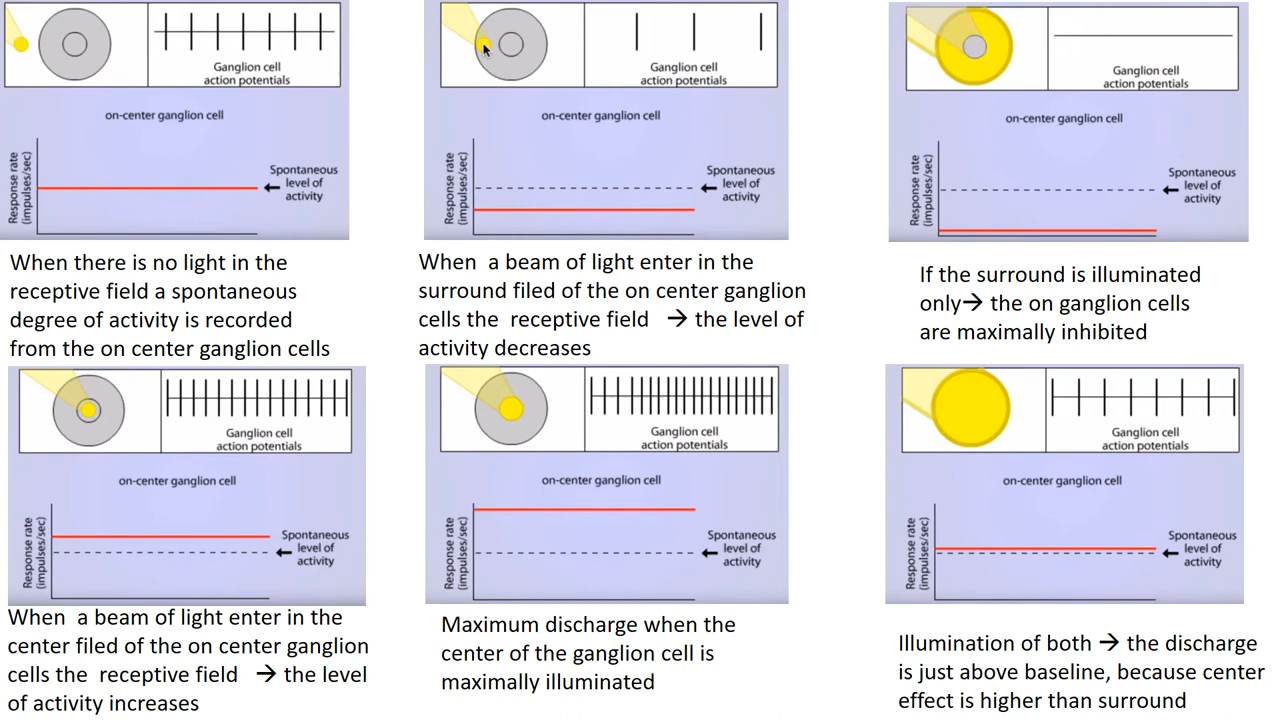 Ganglion cell
action potentials
on-center ganglion cell
Response rate
(impulses/sec)
Spontaneous
level of
activity
When there is no light in the
receptive field a spontaneous
degree of activity is recorded
from the on center ganglion cells
Ganglion cell
action potentials
on-center ganglion cell
Response rate
(impulses/sec)
Spontaneous
level of
activity
When  a beam of light enter in the
surround filed of the on center ganglion
cells the  receptive field   → the level of
activity decreases
Ganglion cell
action potentials
on-center ganglion cell
Response rate
(impulses/sec)
Spontaneous
level of
activity
If the surround is illuminated
only→ the on ganglion cells
are maximally inhibited
Ganglion cell
action potentials
on-center ganglion cell
Response rate
(impulses/sec)
Spontaneous
level of
activity
When  a beam of light enter in the
center filed of the on center ganglion
cells the  receptive field   → the level
of activity increases
Ganglion cell
action potentials
on-center ganglion cell
Response rate
(impulses/sec)
Spontaneous
level of
activity
Maximum discharge when the
center of the ganglion cell is
maximally illuminated
Ganglion cell
action potentials
on-center ganglion cell
Response rate
(impulses/sec)
Spontaneous
level of
activity
Illumination of both → the discharge
is just above baseline, because center
effect is higher than surround